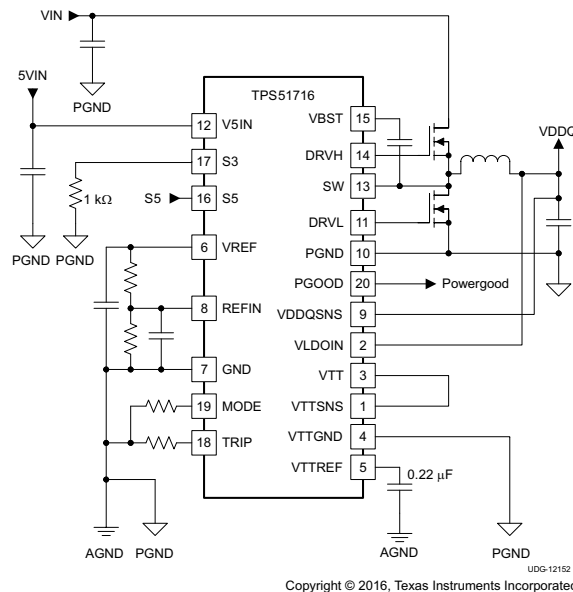 VIN
5VIN
PGND
TPS51716
VDDQ
12 V5IN
17 S3
1 kΩ
S5 16 S5
PGND PGND
6 VREF
8 REFIN
7 GND
19 MODE
18 TRIP
AGND PGND
VBST 15
DRVH 14
SW 13
DRVL 11
PGND 10
PGOOD 20 Powergood
VDDQSNS 9
VLDOIN 2
VTT 3
VTTSNS 1
VTTGND 4
VTTREF 5
0.22 μF
AGND
PGND
UDG-12152
Copyright © 2016, Texas Instruments Incorporated